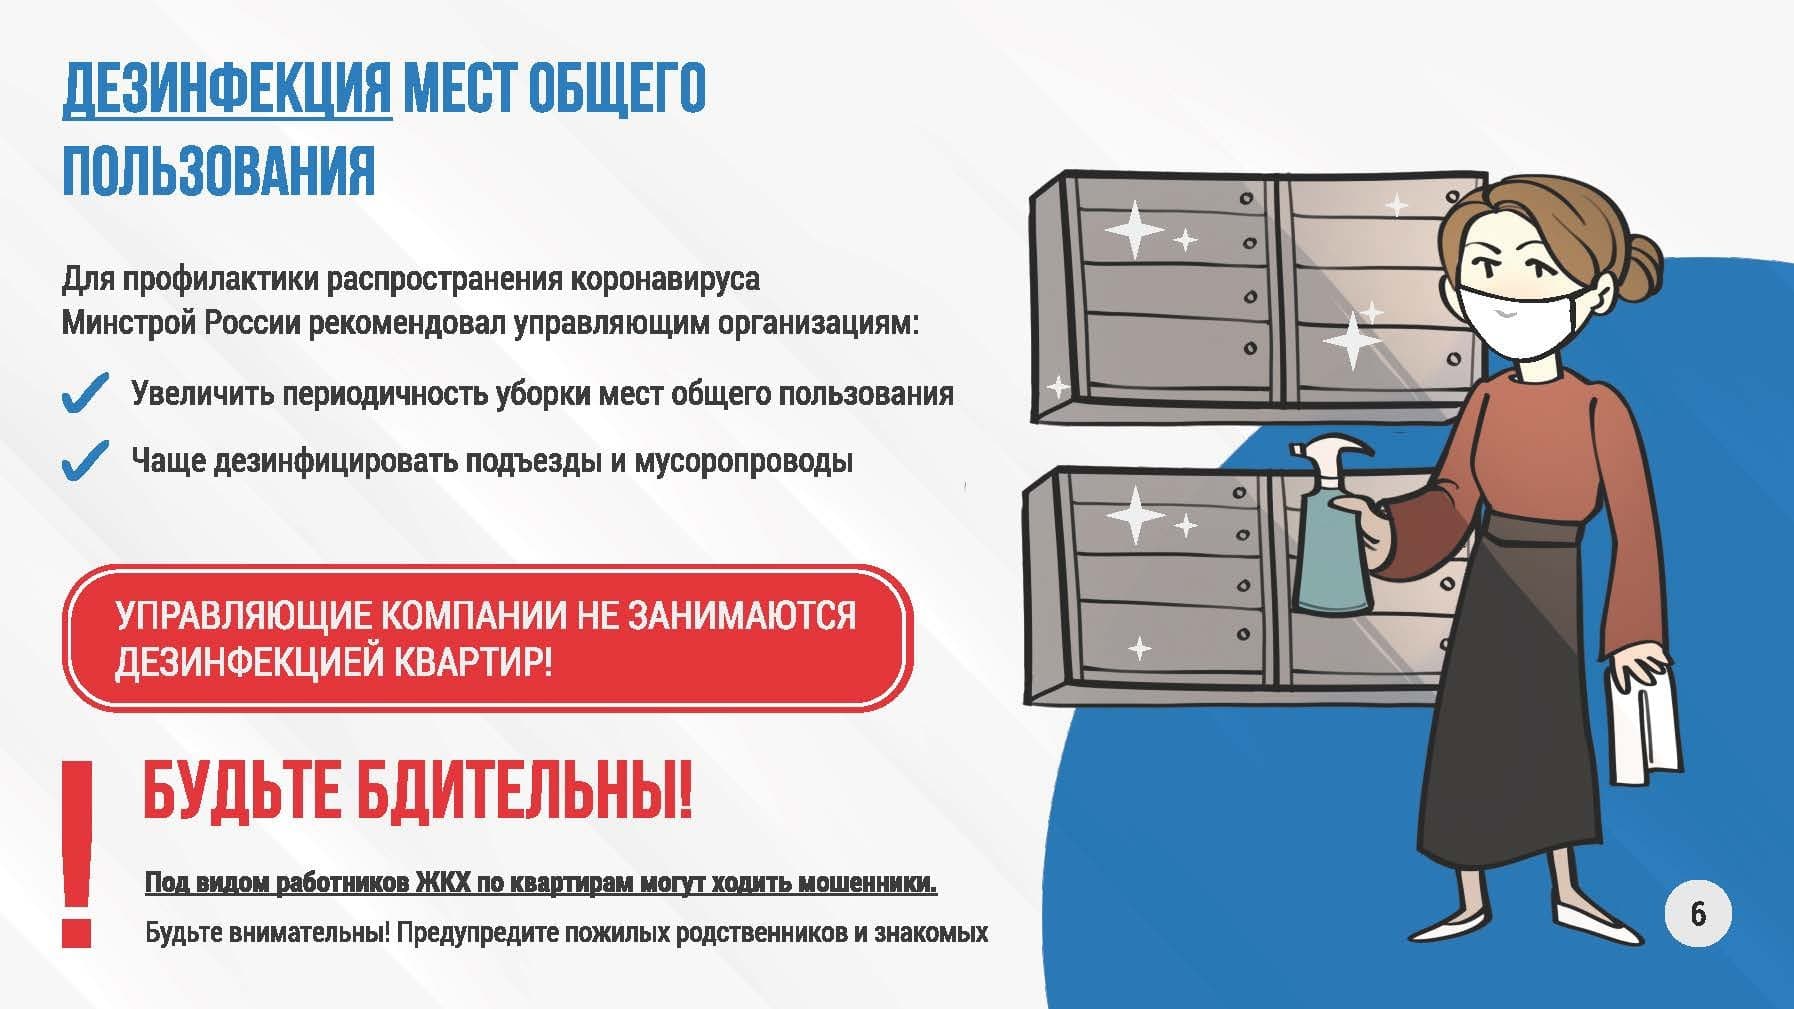 ДЕЗИНФЕКЦИЯ МЕСТ ОБЩЕГО
ПОЛЬЗОВАНИЯ
Для профилактики распространения коронавируса
Минстрой России рекомендовал управляющим организациям:
Увеличить периодичность уборки мест общего пользования
Чаще дезинфицировать подъезды и мусоропроводы
УПРАВЛЯЮЩИЕ КОМПАНИИ НЕ ЗАНИМАЮТСЯ
ДЕЗИНФЕКЦИЕЙ КВАРТИР!
! БУДЬТЕ БДИТЕЛЬНЫ!
Под видом работников ЖКХ по квартирам могут ходить мошенники.
Будьте внимательны! Предупредите пожилых родственников и знакомых
6